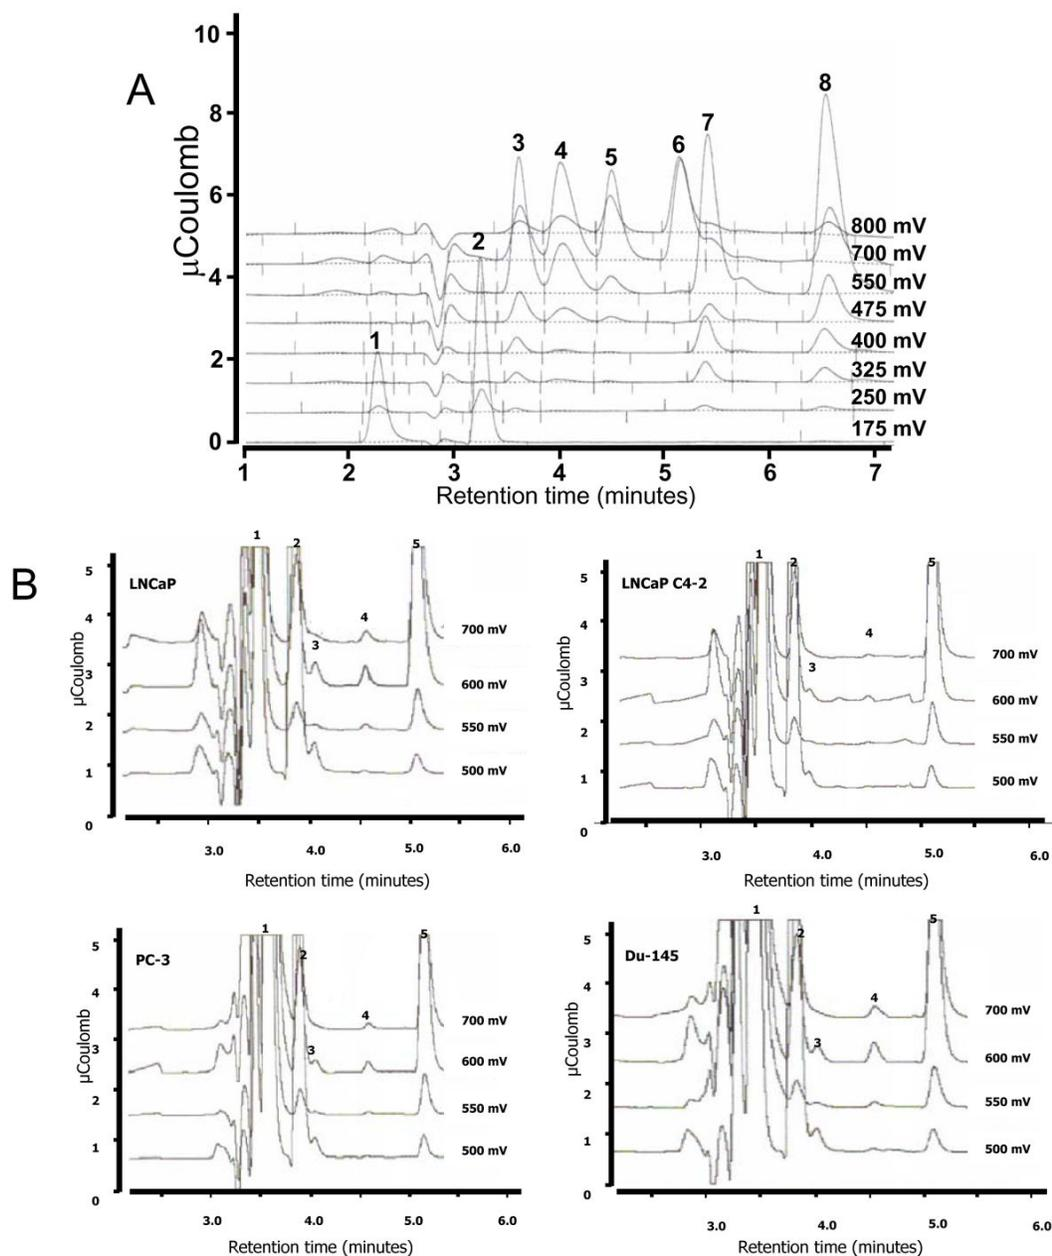 A
μCoulomb
10
8
6
4
2
0
1
2
3
4
5
6
7
8
800 mV
700 mV
550 mV
475 mV
400 mV
325 mV
250 mV
175 mV
1 2 3 4 5 6 7
Retention time (minutes)
B
LNCaP
μCoulomb
5
4
3
2
1
0
1
2
3
4
5
700 mV
600 mV
550 mV
500 mV
3.0 4.0 5.0 6.0
Retention time (minutes)
LNCaP C4-2
μCoulomb
5
4
3
2
1
0
1
2
3
4
5
700 mV
600 mV
550 mV
500 mV
3.0 4.0 5.0 6.0
Retention time (minutes)
PC-3
μCoulomb
5
4
3
2
1
0
1
2
3
4
5
700 mV
600 mV
550 mV
500 mV
3.0 4.0 5.0 6.0
Retention time (minutes)
Du-145
μCoulomb
5
4
3
2
1
0
1
2
3
4
5
700 mV
600 mV
550 mV
500 mV
3.0 4.0 5.0 6.0
Retention time (minutes)